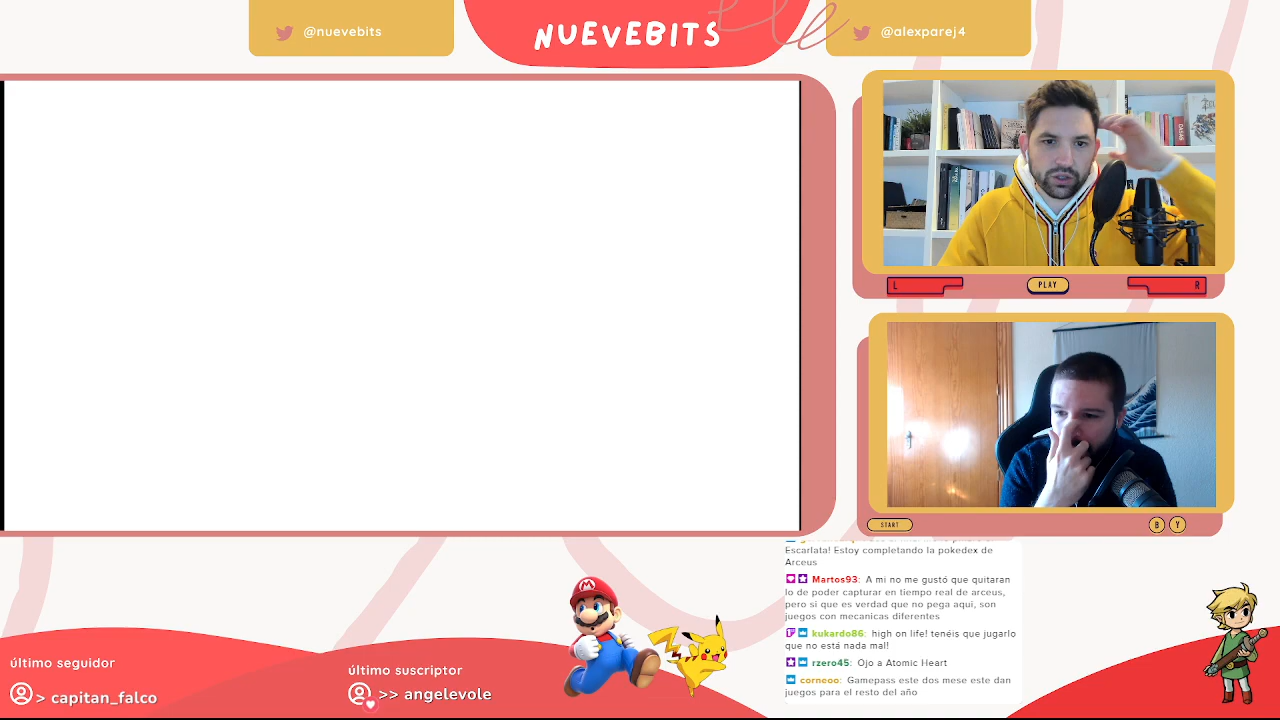 @nuevebits
NUEVEBITS
@alexparej4
L
PLAY
R
START
B
Y
Escarlata! Estoy completando la pokedex de
Arceus
Martos93: A mi no me gustó que quitaran
lo de poder capturar en tiempo real de arceus,
pero si que es verdad que no pega aqui, son
juegos con mecanicas diferentes
kukardo86: high on life! tenéis que jugarlo
que no está nada mal!
rzero45: Ojo a Atomic Heart
corneoo: Gamepass este dos mese este dan
juegos para el resto del año
último seguidor
> capitan_falco
último suscriptor
>> angelevole